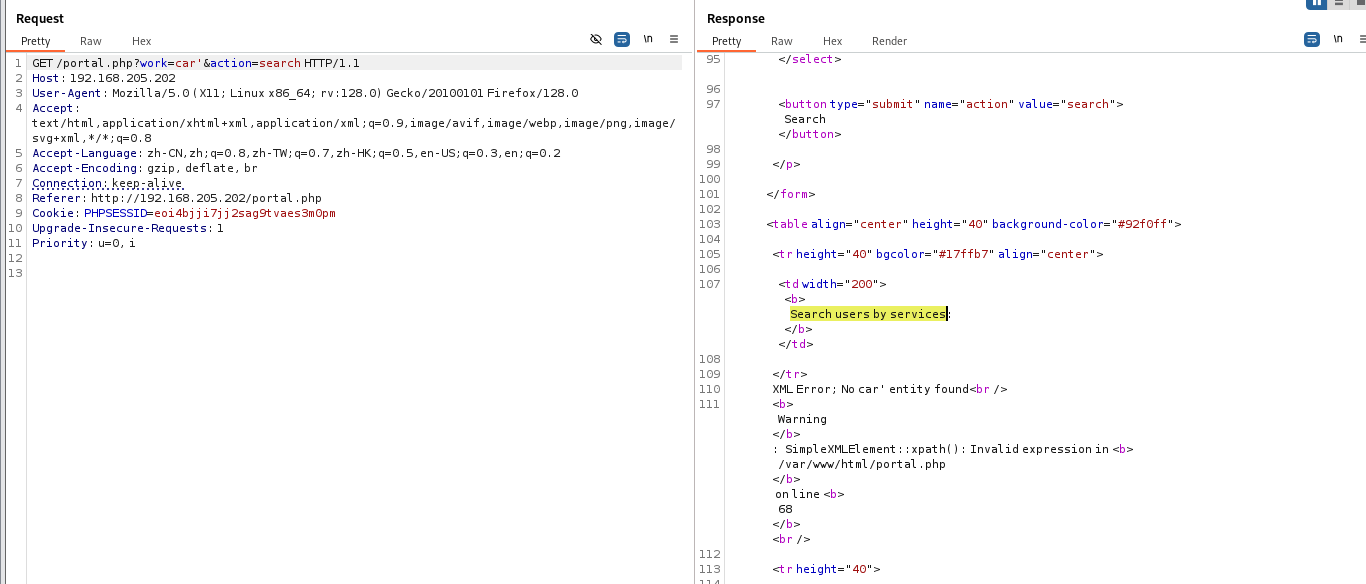 Request
Pretty Raw Hex \n
1 GET /portal.php?work=car'&action=search HTTP/1.1
2 Host: 192.168.205.202
3 User-Agent: Mozilla/5.0 (X11; Linux x86_64; rv:128.0) Gecko/20100101 Firefox/128.0
4 Accept:
text/html,application/xhtml+xml,application/xml;q=0.9,image/avif,image/webp,image/png,image/
svg+xml,*/*;q=0.8
5 Accept-Language: zh-CN,zh;q=0.8,zh-TW;q=0.7,zh-HK;q=0.5,en-US;q=0.3,en;q=0.2
6 Accept-Encoding: gzip, deflate, br
7 Connection: keep-alive
8 Referer: http://192.168.205.202/portal.php
9 Cookie: PHPSESSID=eoi4bjji7jj2sag9tvaes3m0pm
10 Upgrade-Insecure-Requests: 1
11 Priority: u=0, i
12
13
Response
Pretty Raw Hex Render \n
95 </select>
96
97 <button type="submit" name="action" value="search">
Search
</button>
98
99 </p>
100
101 </form>
102
103 <table align="center" height="40" background-color="#92f0ff">
104
105 <tr height="40" bgcolor="#17ffb7" align="center">
106
107 <td width="200">
<b>
Search users by services:
</b>
</td>
108
109 </tr>
110 XML Error; No car' entity found<br />
111 <b>
Warning
</b>
: SimpleXMLElement::xpath(): Invalid expression in <b>
/var/www/html/portal.php
</b>
on line <b>
68
</b>
<br />
112
113 <tr height="40">
114